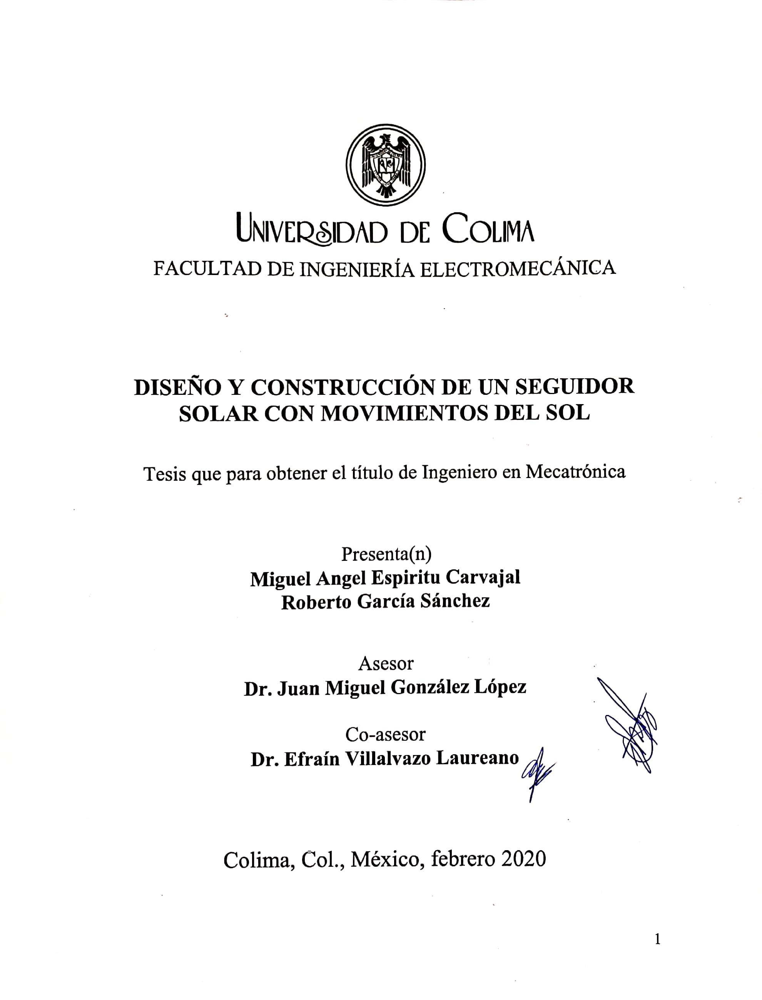 UNIVERSIDAD DE COLIMA
FACULTAD DE INGENIERÍA ELECTROMECÁNICA
DISEÑO Y CONSTRUCCIÓN DE UN SEGUIDOR
SOLAR CON MOVIMIENTOS DEL SOL
Tesis que para obtener el título de Ingeniero en Mecatrónica
Presenta(n)
Miguel Angel Espiritu Carvajal
Roberto García Sánchez
Asesor
Dr. Juan Miguel González López
Co-asesor
Dr. Efraín Villalvazo Laureano
Colima, Col., México, febrero 2020
1